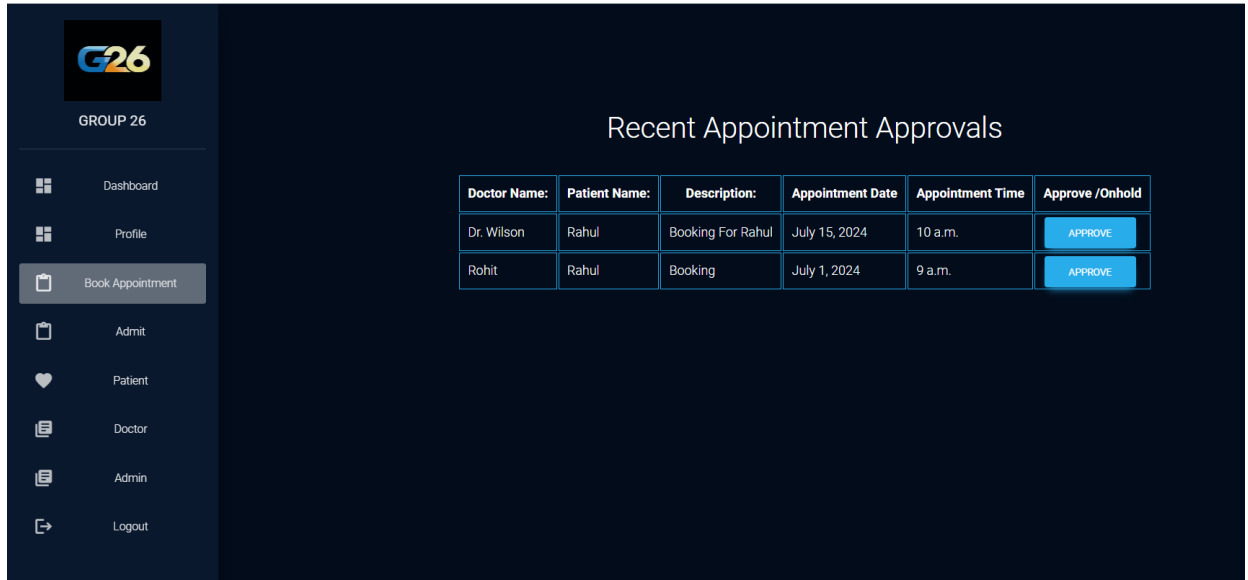 G26
GROUP 26
Dashboard
Profile
Book Appointment
Admit
Patient
Doctor
Admin
Logout
Recent Appointment Approvals
Doctor Name: Patient Name: Description: Appointment Date Appointment Time Approve /Onhold
Dr. Wilson Rahul Booking For Rahul July 15, 2024 10 a.m. APPROVE
Rohit Rahul Booking July 1, 2024 9 a.m. APPROVE